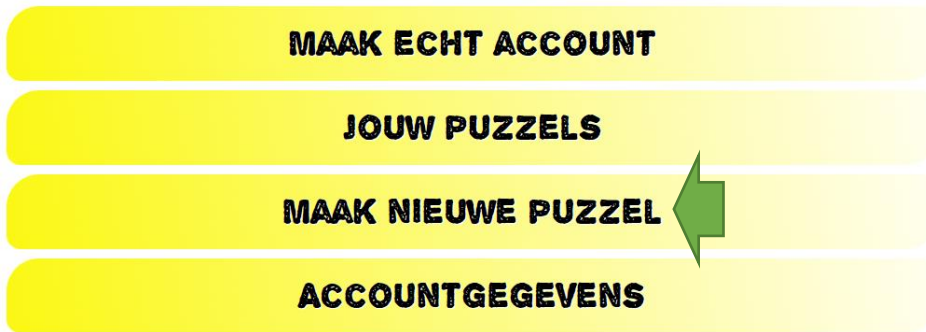 MAAK ECHT ACCOUNT
JOUW PUZZELS
MAAK NIEUWE PUZZEL
ACCOUNTGEGEVENS